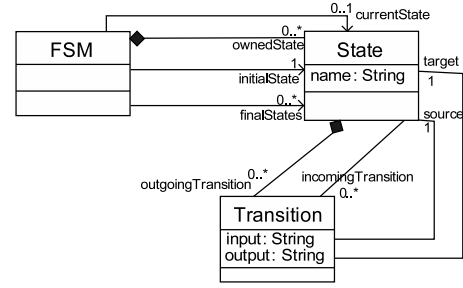 0..1
currentState
FSM
0..*
ownedState
State
1
initialState
name: String
target
1
0..*
finalStates
source
1
outgoingTransition
0..*
incomingTransition
0..*
Transition
input: String
output: String